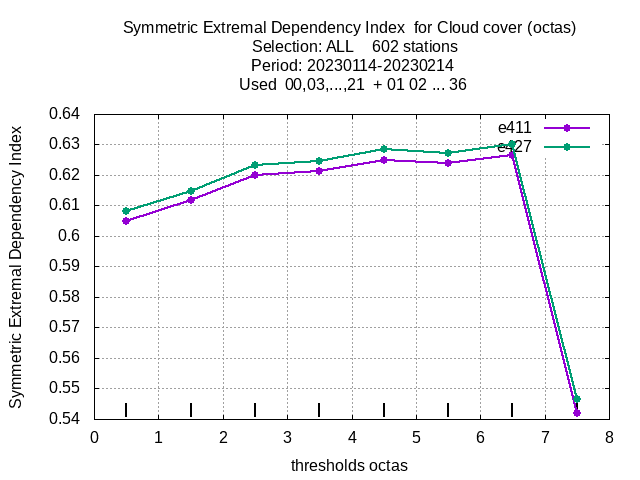 Symmetric Extremal Dependency Index  for Cloud cover (octas)
Selection: ALL    602 stations
Period: 20230114-20230214
Used  00,03,...,21  + 01 02 ... 36
Symmetric Extremal Dependency Index
0.64
0.63
0.62
0.61
0.6
0.59
0.58
0.57
0.56
0.55
0.54
e411
e427
0 1 2 3 4 5 6 7 8
thresholds octas